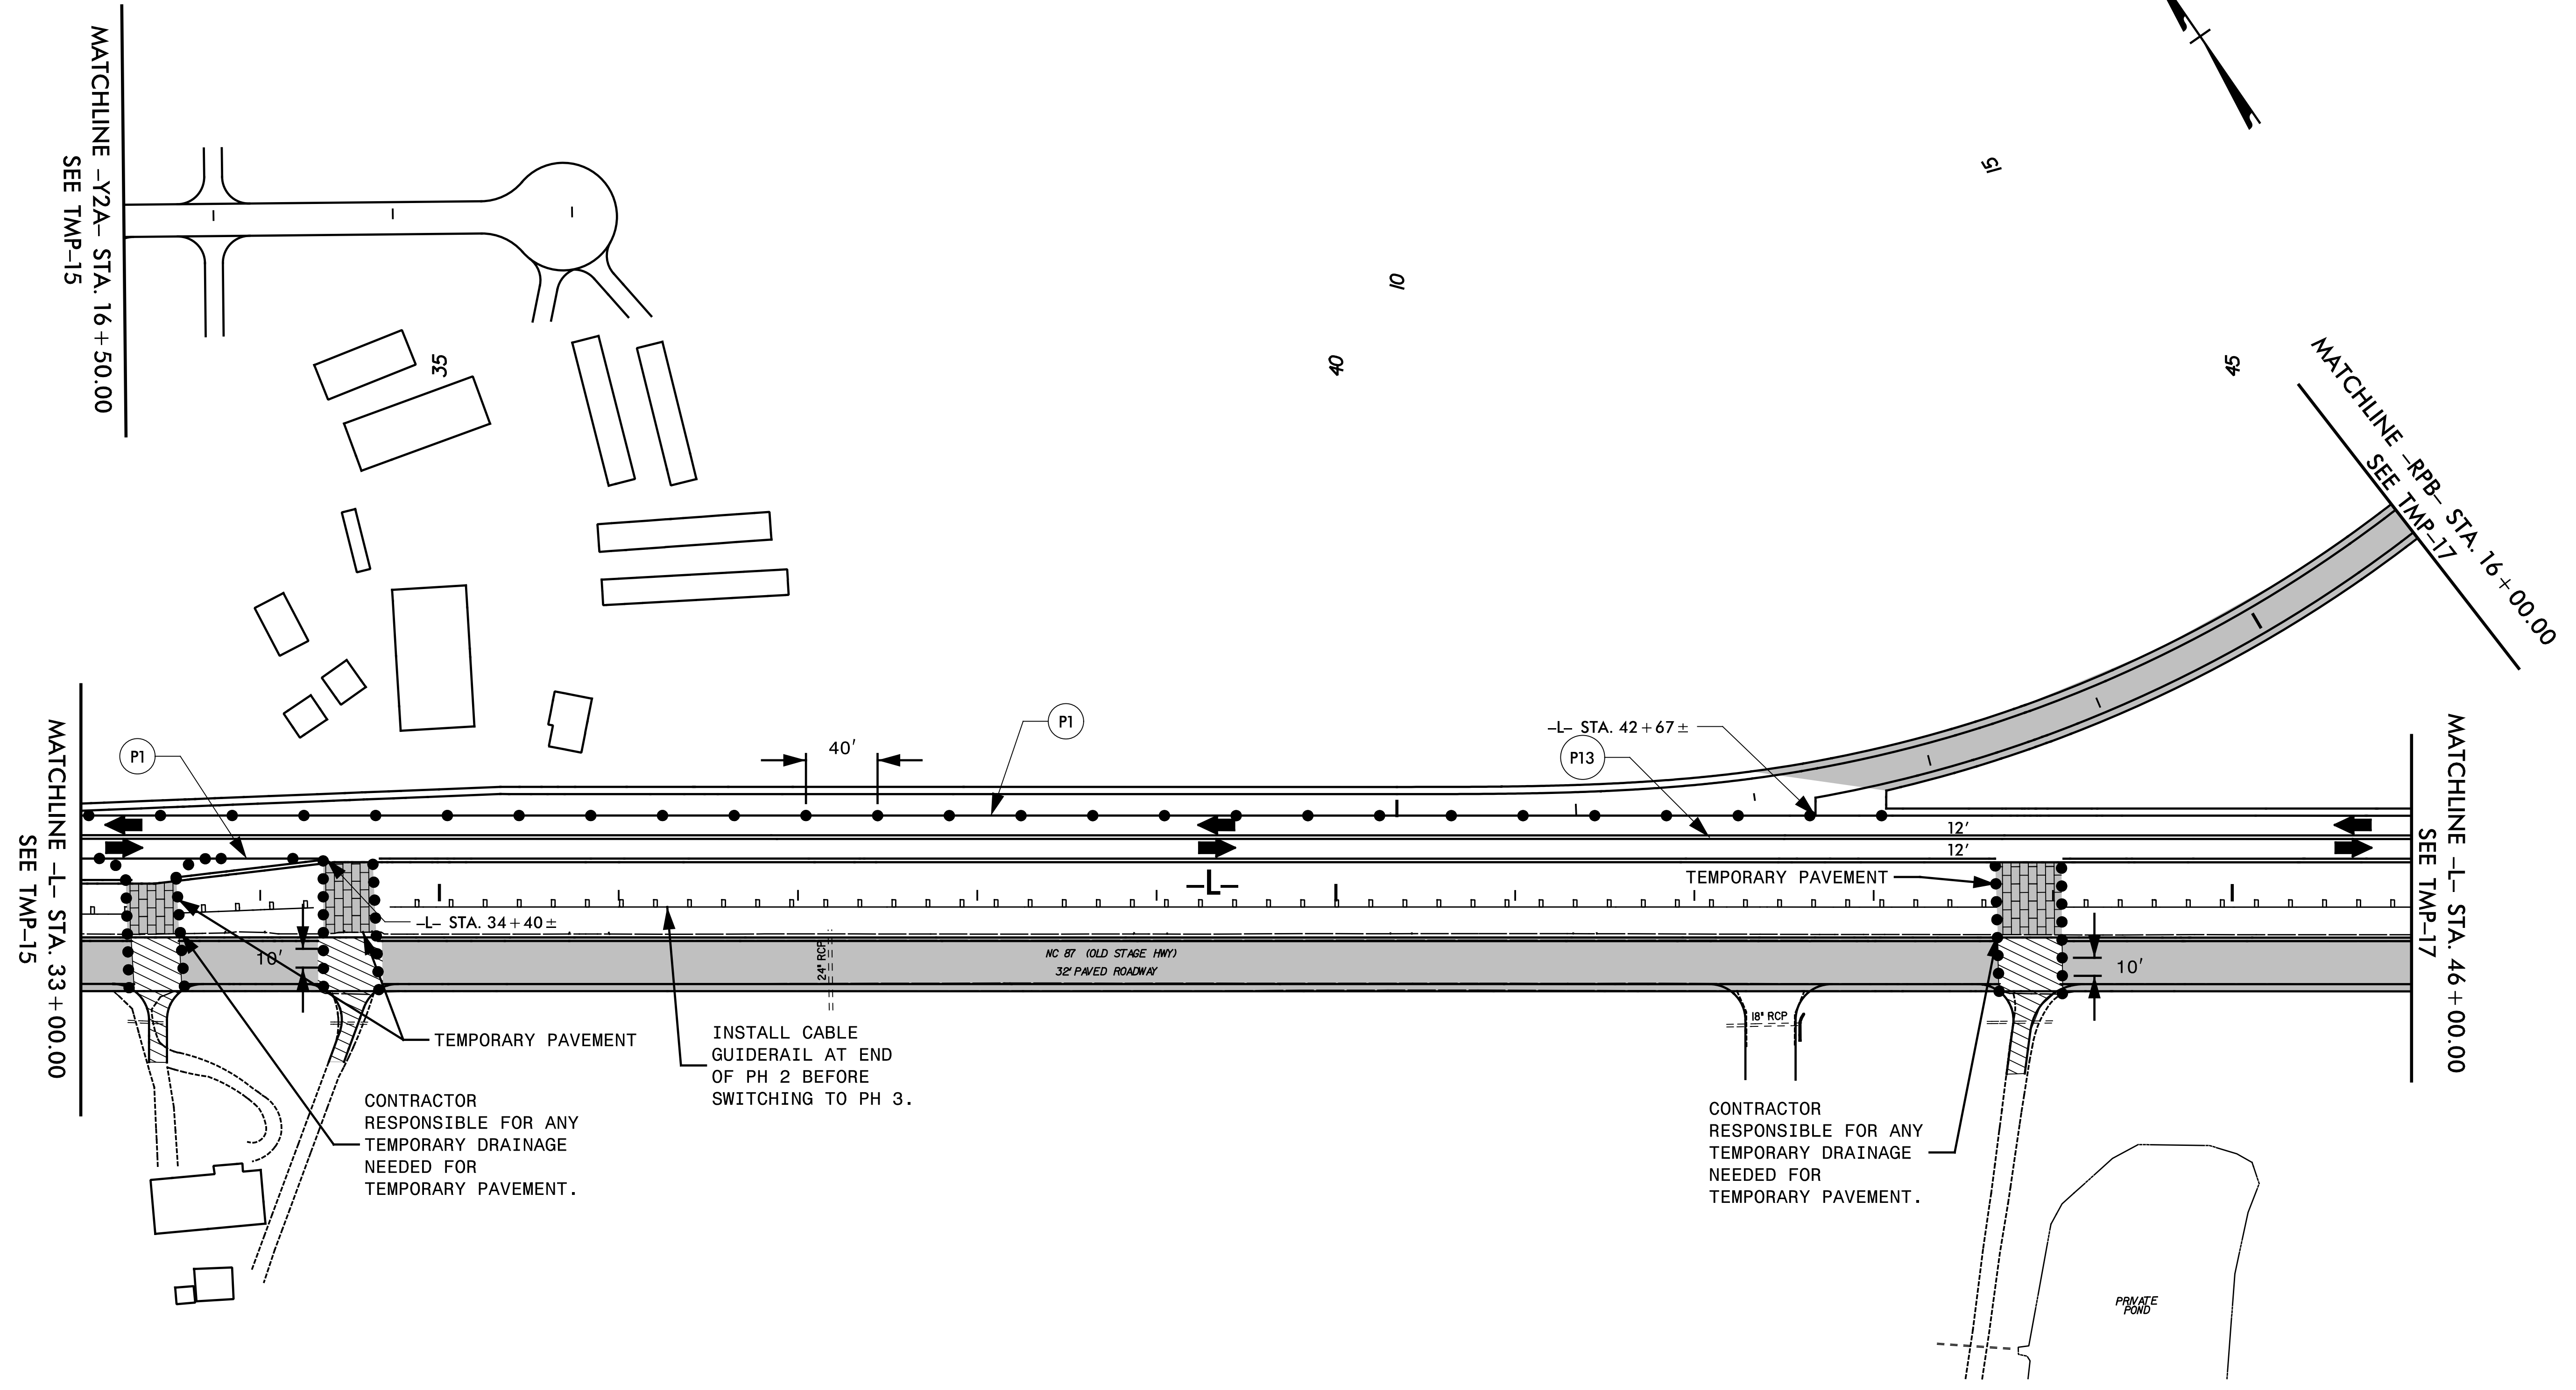 MATCHLINE –Y2A– STA. 16+50.00
SEE TMP–15
15
10
35
40
45
MATCHLINE –RPB– STA. 16+00.00
SEE TMP–17
MATCHLINE –L– STA. 33+00.00
SEE TMP–15
MATCHLINE –L– STA. 46+00.00
SEE TMP–17
P1
40'
P1
–L– STA. 42+67±
P13
12'
12'
–L–
TEMPORARY PAVEMENT
–L– STA. 34+40±
10'
24" RCP
NC 87 (OLD STAGE HWY)
32' PAVED ROADWAY
10'
18" RCP
TEMPORARY PAVEMENT
INSTALL CABLE
GUIDERAIL AT END
OF PH 2 BEFORE
SWITCHING TO PH 3.
CONTRACTOR
RESPONSIBLE FOR ANY
TEMPORARY DRAINAGE
NEEDED FOR
TEMPORARY PAVEMENT.
CONTRACTOR
RESPONSIBLE FOR ANY
TEMPORARY DRAINAGE
NEEDED FOR
TEMPORARY PAVEMENT.
PRIVATE
POND